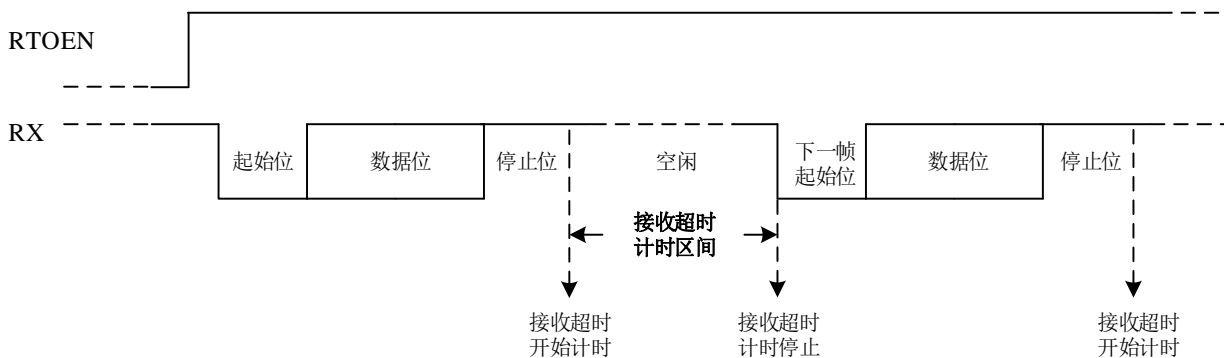 RTOEN
RX
起始位
数据位
停止位
空闲
下一帧
起始位
数据位
停止位
接收超时
计时区间
接收超时
开始计时
接收超时
计时停止
接收超时
开始计时